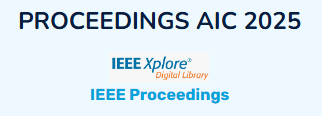 PROCEEDINGS AIC 2025
IEEE Xplore®
Digital Library
IEEE Proceedings